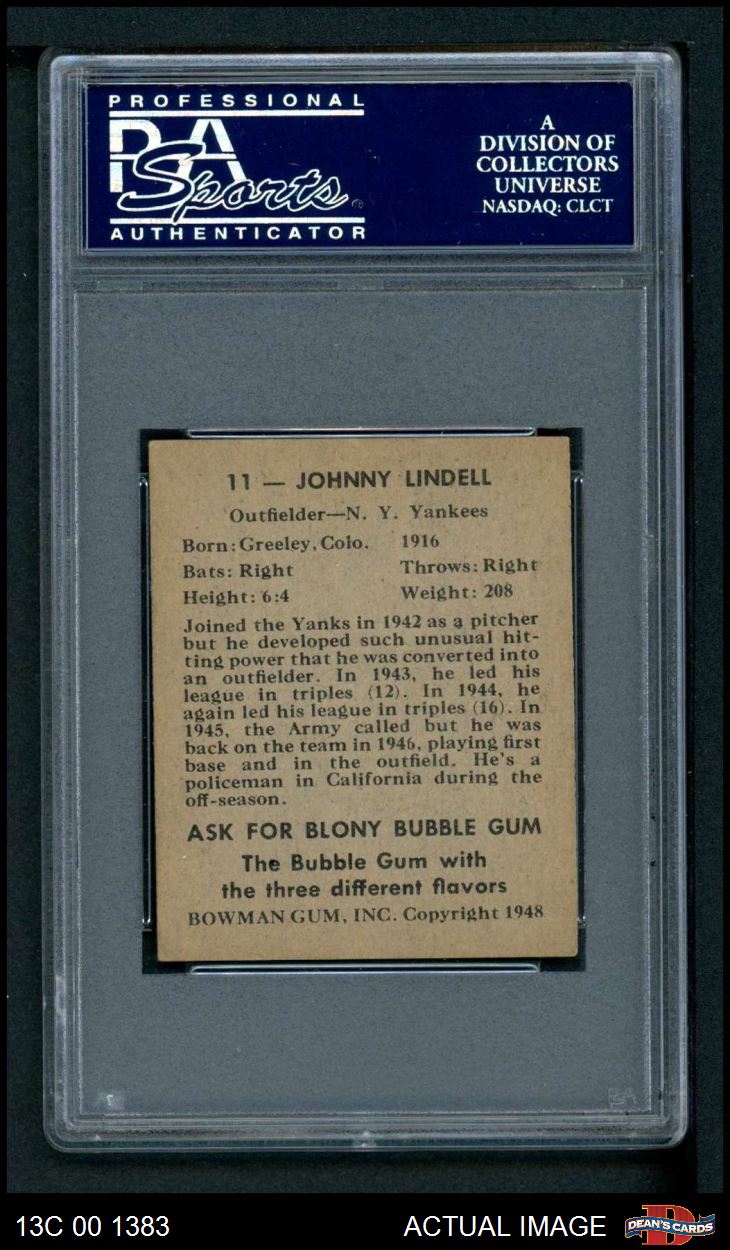 PROFESSIONAL
PSA
Sports
AUTHENTICATOR
A
DIVISION OF
COLLECTORS
UNIVERSE
NASDAQ: CLCT
11 — JOHNNY LINDELL
Outfielder—N. Y. Yankees
Born: Greeley, Colo. 1916
Bats: Right Throws: Right
Height: 6:4 Weight: 208
Joined the Yanks in 1942 as a pitcher
but he developed such unusual hit-
ting power that he was converted into
an outfielder. In 1943, he led his
league in triples (12). In 1944, he
again led his league in triples (16). In
1945, the Army called but he was
back on the team in 1946, playing first
base and in the outfield. He's a
policeman in California during the
off-season.
ASK FOR BLONY BUBBLE GUM
The Bubble Gum with
the three different flavors
BOWMAN GUM, INC. Copyright 1948
13C 00 1383 ACTUAL IMAGE DEAN'S CARDS